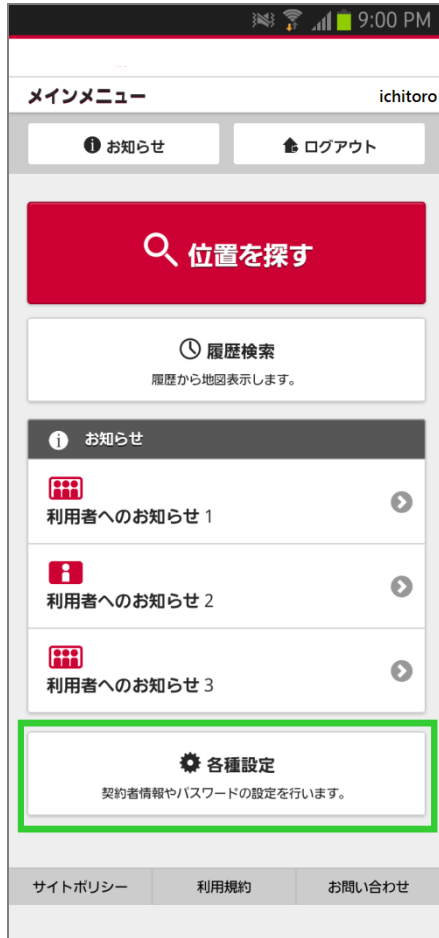 9:00 PM
メインメニュー
ichitoro
お知らせ
ログアウト
位置を探す
履歴検索
履歴から地図表示します。
お知らせ
利用者へのお知らせ 1
利用者へのお知らせ 2
利用者へのお知らせ 3
各種設定
契約者情報やパスワードの設定を行います。
サイトポリシー
利用規約
お問い合わせ